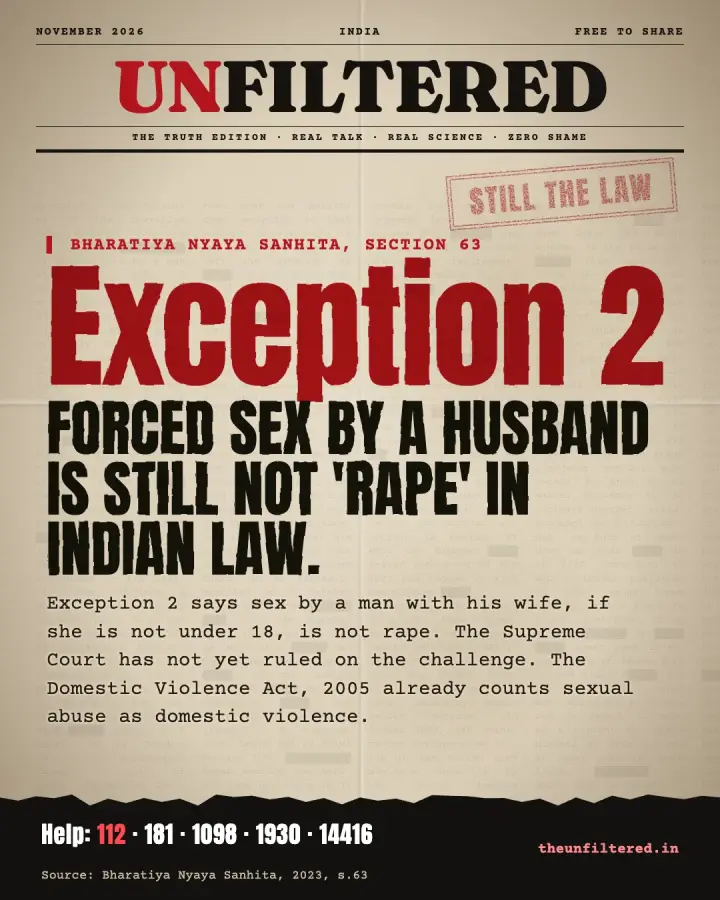 NOVEMBER 2026 INDIA FREE TO SHARE
UNFILTERED
THE TRUTH EDITION · REAL TALK · REAL SCIENCE · ZERO SHAME
STILL THE LAW
BHARATIYA NYAYA SANHITA, SECTION 63
Exception 2
FORCED SEX BY A HUSBAND
IS STILL NOT 'RAPE' IN
INDIAN LAW.
Exception 2 says sex by a man with his wife, if
she is not under 18, is not rape. The Supreme
Court has not yet ruled on the challenge. The
Domestic Violence Act, 2005 already counts sexual
abuse as domestic violence.
Help: 112 · 181 · 1098 · 1930 · 14416
theunfiltered.in
Source: Bharatiya Nyaya Sanhita, 2023, s.63